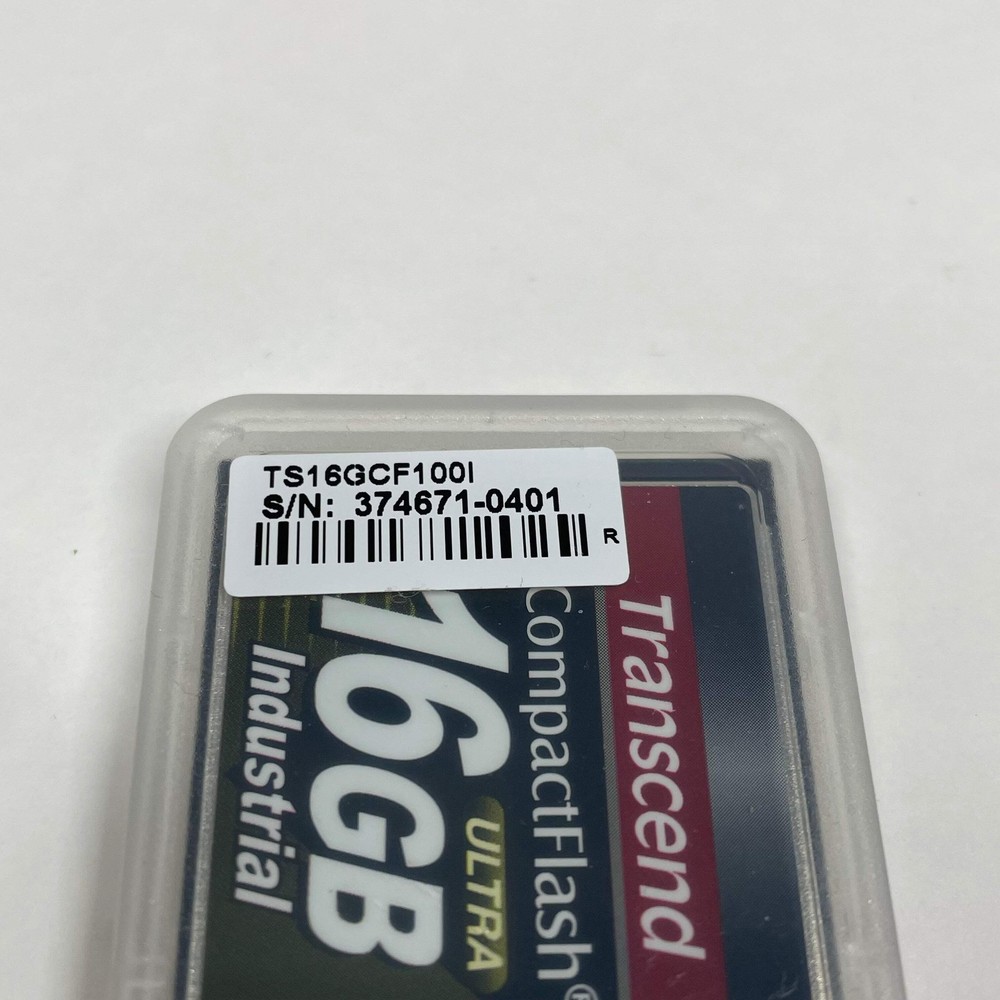 TS16GCF100I
S/N: 374671-0401
R
Transcend
CompactFlash®
ULTRA
16GB
Industrial